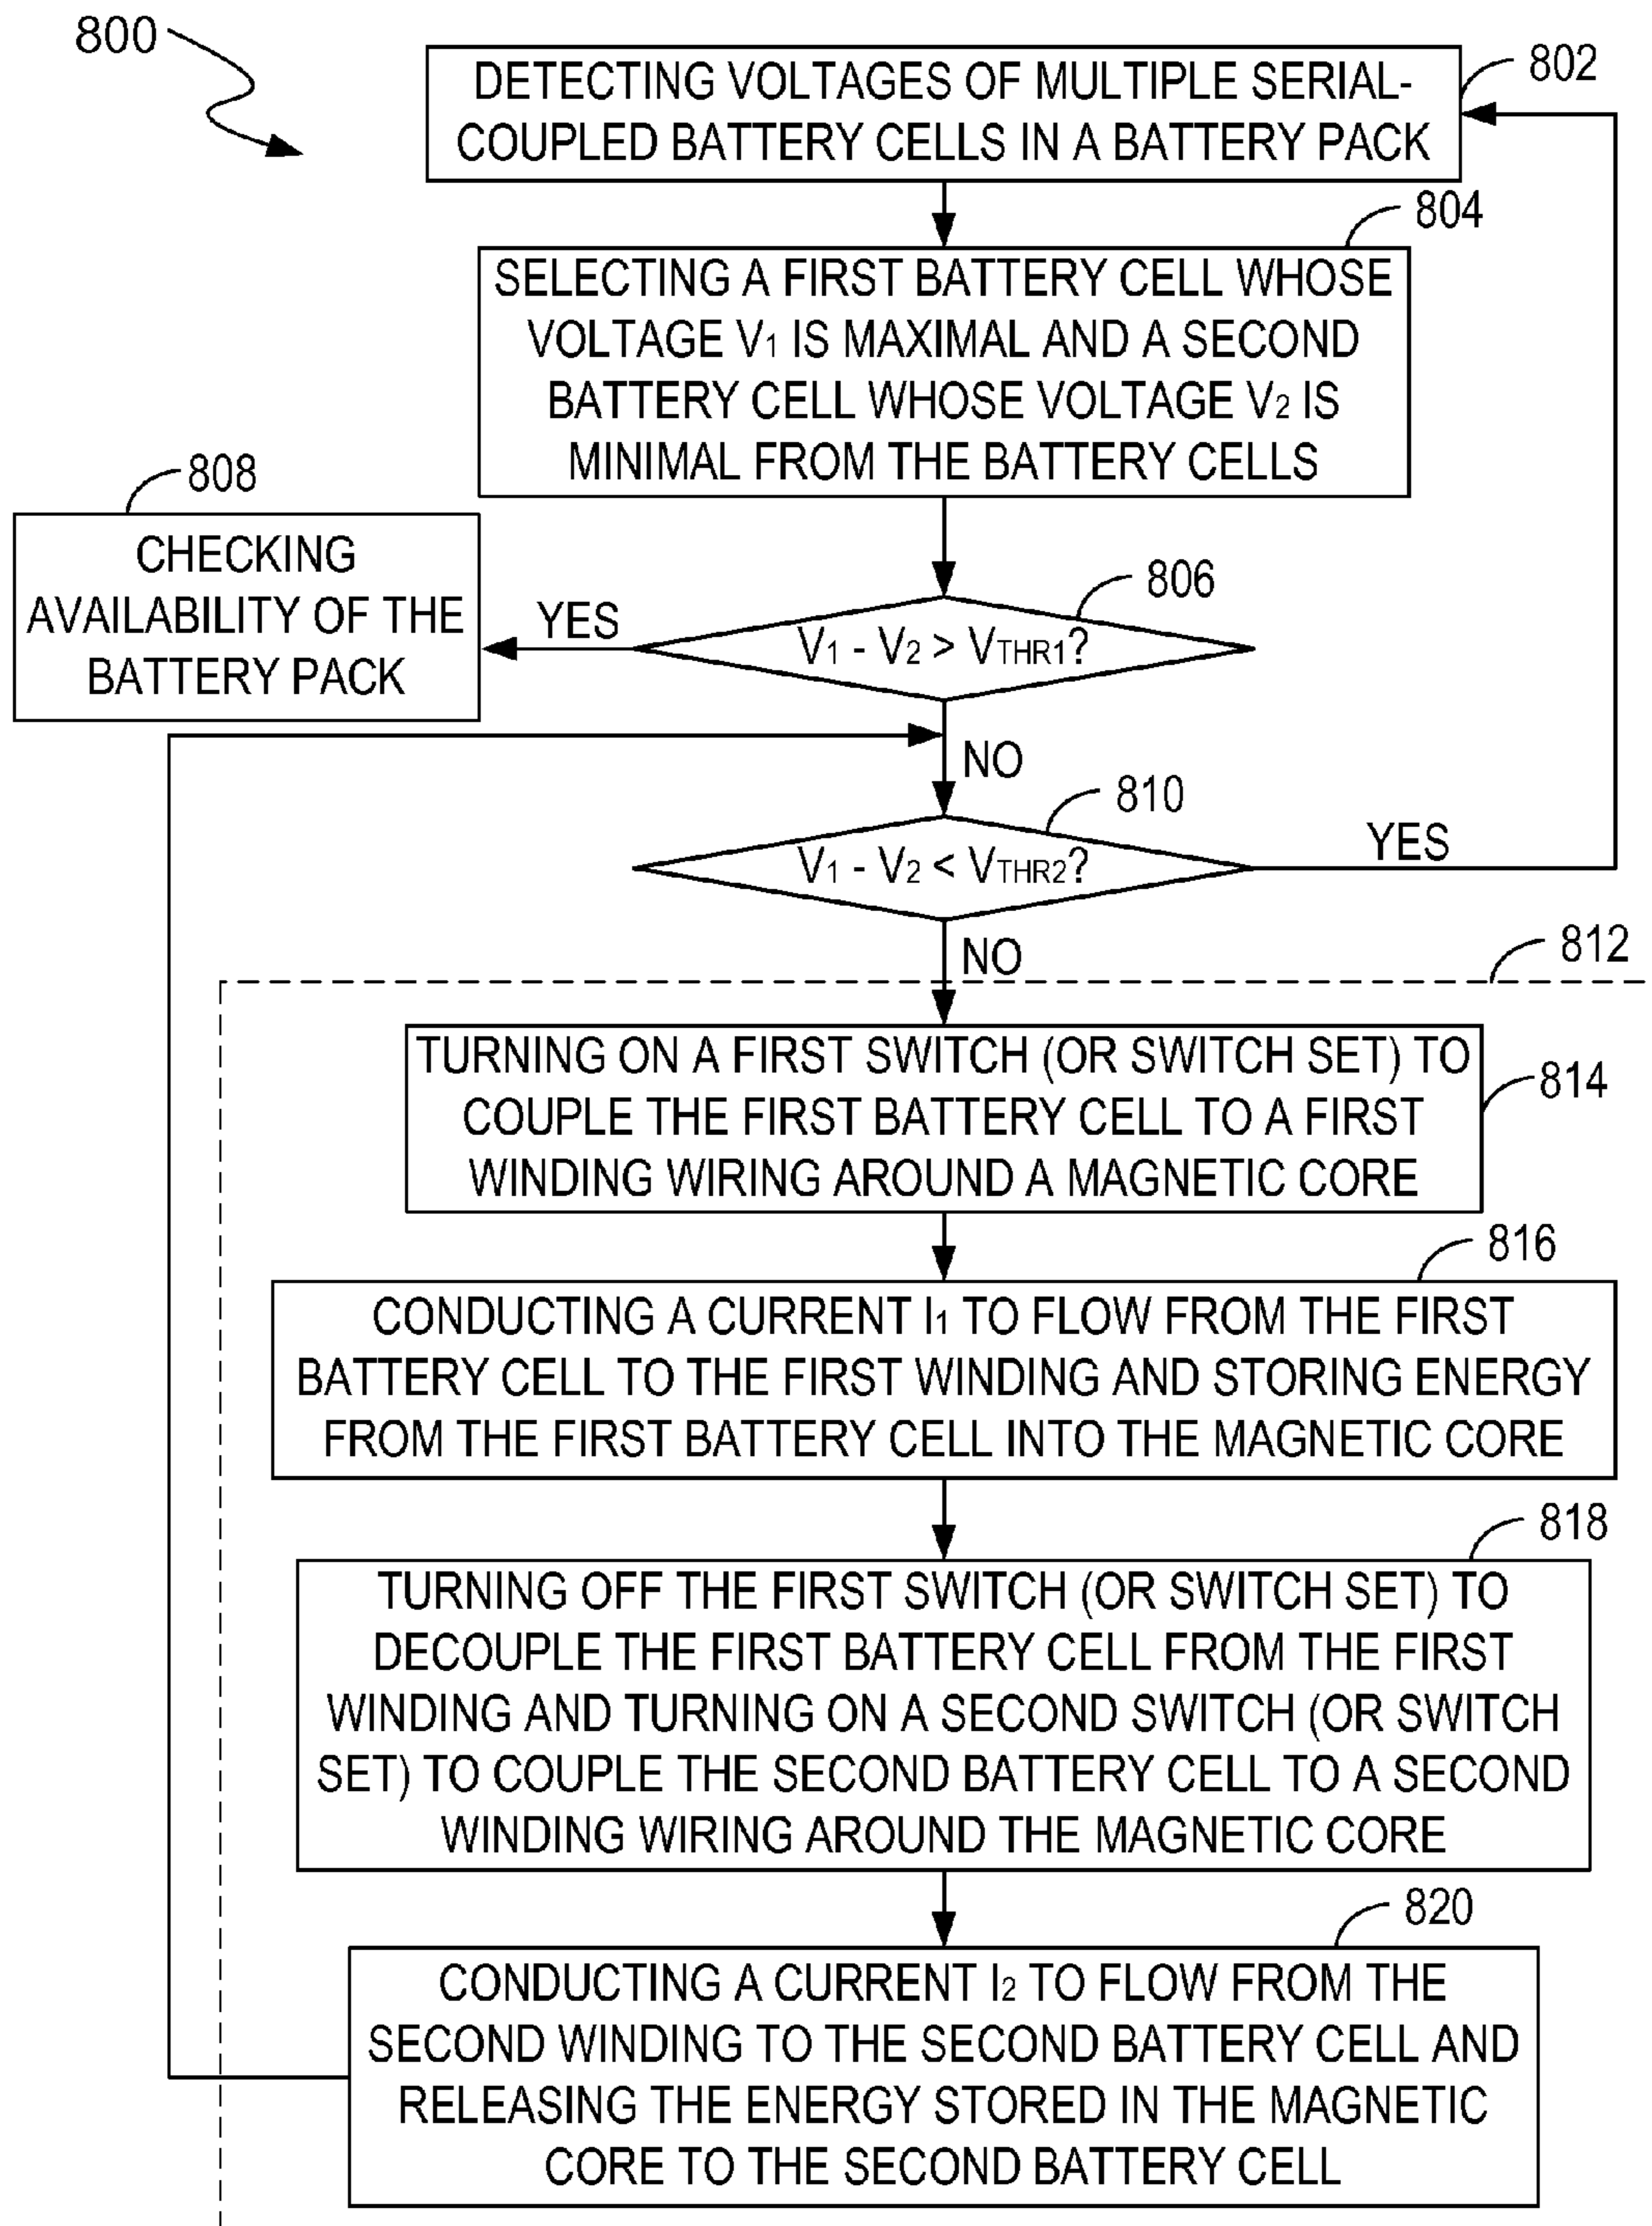 800
802
DETECTING VOLTAGES OF MULTIPLE SERIAL-
COUPLED BATTERY CELLS IN A BATTERY PACK
804
SELECTING A FIRST BATTERY CELL WHOSE
VOLTAGE V1 IS MAXIMAL AND A SECOND
BATTERY CELL WHOSE VOLTAGE V2 IS
MINIMAL FROM THE BATTERY CELLS
808
CHECKING
AVAILABILITY OF THE
BATTERY PACK
YES
806
V1 - V2 > VTHR1?
NO
810
V1 - V2 < VTHR2?
YES
NO
812
TURNING ON A FIRST SWITCH (OR SWITCH SET) TO
COUPLE THE FIRST BATTERY CELL TO A FIRST
WINDING WIRING AROUND A MAGNETIC CORE
814
816
CONDUCTING A CURRENT I1 TO FLOW FROM THE FIRST
BATTERY CELL TO THE FIRST WINDING AND STORING ENERGY
FROM THE FIRST BATTERY CELL INTO THE MAGNETIC CORE
818
TURNING OFF THE FIRST SWITCH (OR SWITCH SET) TO
DECOUPLE THE FIRST BATTERY CELL FROM THE FIRST
WINDING AND TURNING ON A SECOND SWITCH (OR SWITCH
SET) TO COUPLE THE SECOND BATTERY CELL TO A SECOND
WINDING WIRING AROUND THE MAGNETIC CORE
820
CONDUCTING A CURRENT I2 TO FLOW FROM THE
SECOND WINDING TO THE SECOND BATTERY CELL AND
RELEASING THE ENERGY STORED IN THE MAGNETIC
CORE TO THE SECOND BATTERY CELL